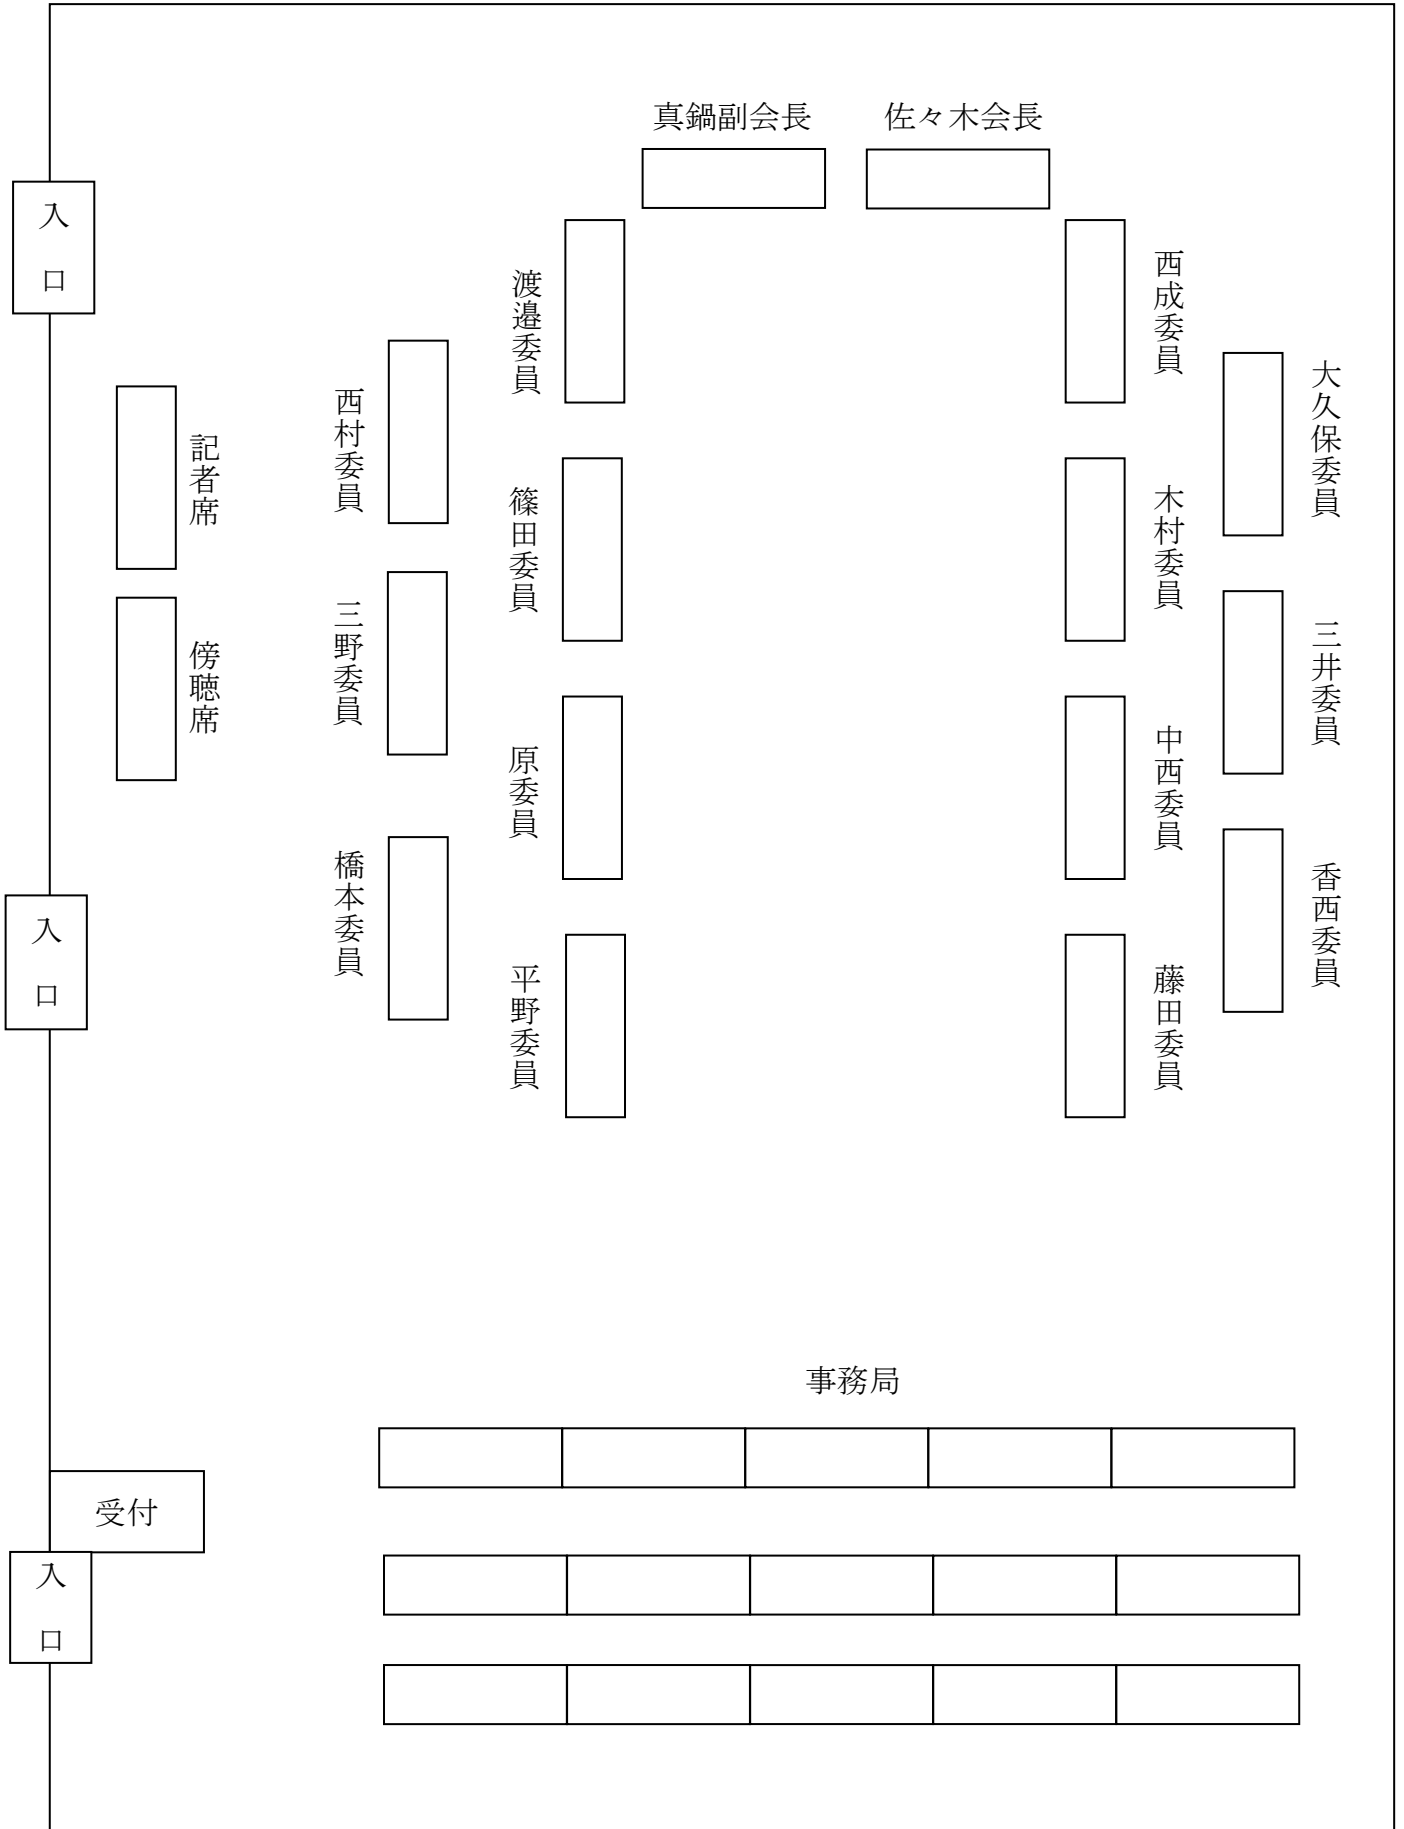 真鍋副会長
佐々木会長
入口
渡邉委員
西成委員
西村委員
大久保委員
記者席
篠田委員
木村委員
三野委員
三井委員
傍聴席
原委員
中西委員
橋本委員
香西委員
入口
平野委員
藤田委員
事務局
受付
入口